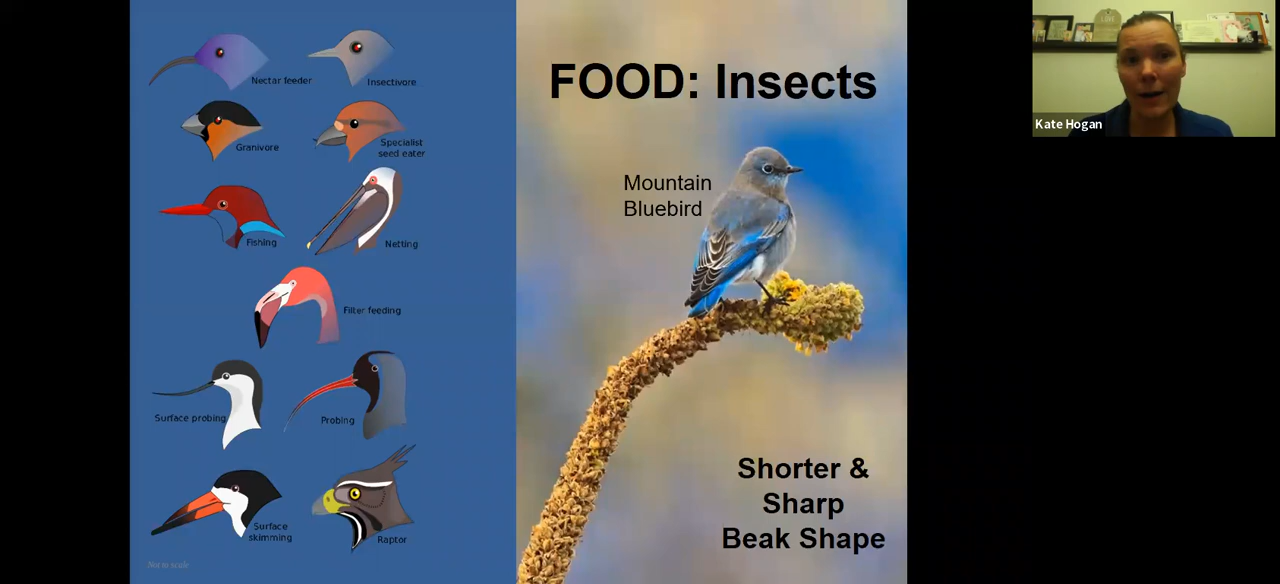 Nectar feeder
Insectivore
Granivore
Specialist
seed eater
Fishing
Netting
Filter feeding
Surface probing
Probing
Surface
skimming
Raptor
Not to scale
FOOD: Insects
Mountain
Bluebird
Shorter &
Sharp
Beak Shape
LOVE
Kate Hogan